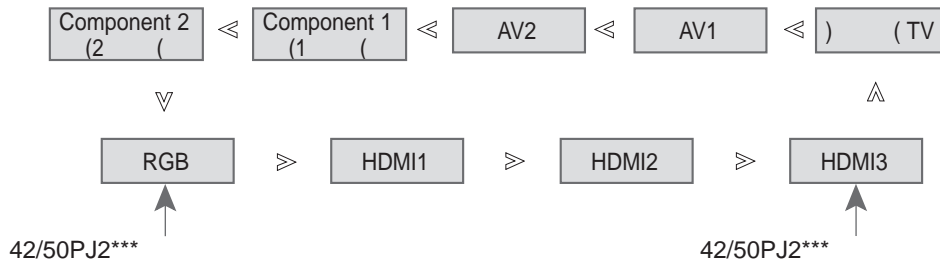 Component 2
(2 (
Component 1
(1 (
AV2
AV1
) ( TV
RGB
HDMI1
HDMI2
HDMI3
42/50PJ2***
42/50PJ2***